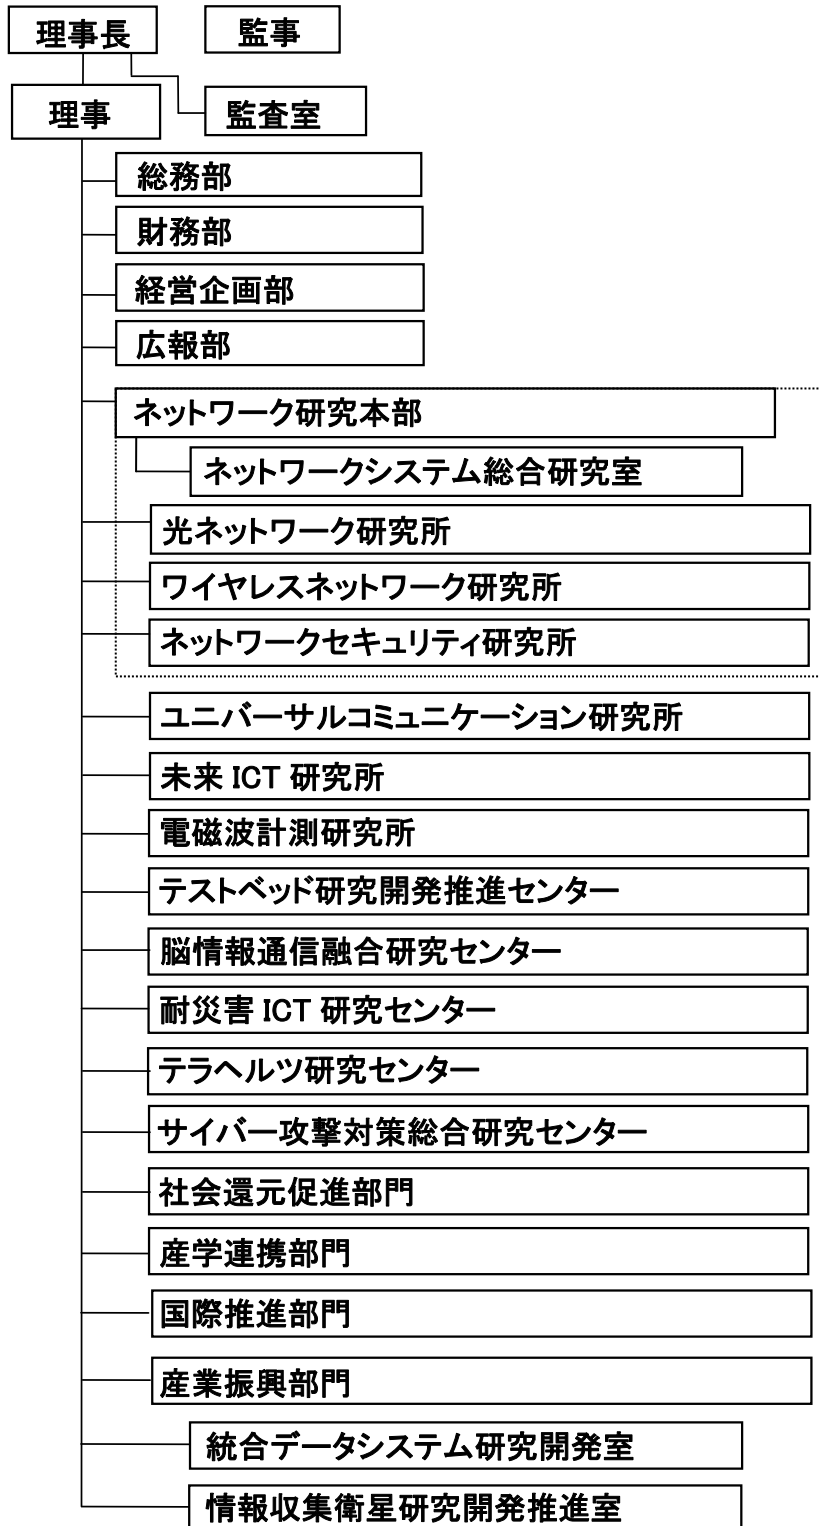 理事長
監事
理事
監査室
総務部
財務部
経営企画部
広報部
ネットワーク研究本部
ネットワークシステム総合研究室
光ネットワーク研究所
ワイヤレスネットワーク研究所
ネットワークセキュリティ研究所
ユニバーサルコミュニケーション研究所
未来 ICT 研究所
電磁波計測研究所
テストベッド研究開発推進センター
脳情報通信融合研究センター
耐災害 ICT 研究センター
テラヘルツ研究センター
サイバー攻撃対策総合研究センター
社会還元促進部門
産学連携部門
国際推進部門
産業振興部門
統合データシステム研究開発室
情報収集衛星研究開発推進室